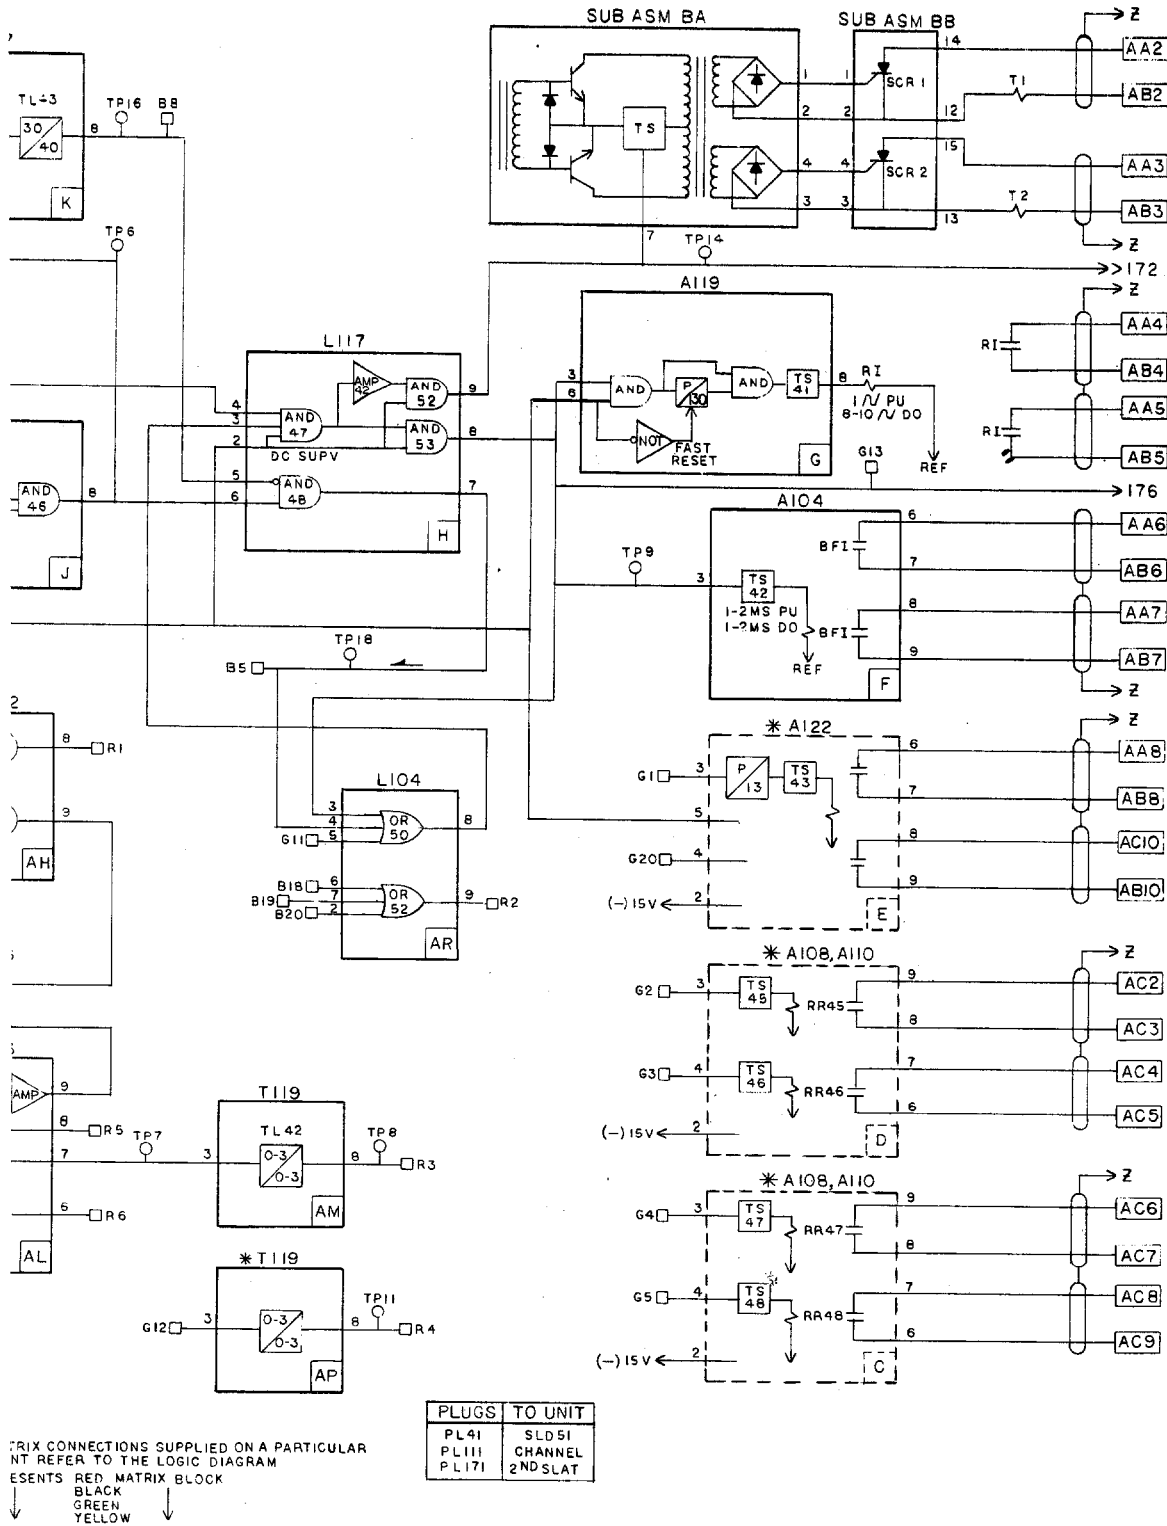 SUB ASM BA
SUB ASM BB
Z
14
AA2
TL43
30
40
8
TP16
B8
K
TS
1
1
SCR 1
2
2
12
T1
AB2
15
4
4
SCR 2
AA3
3
3
13
T2
AB3
Z
TP6
7
TP14
172
Z
A119
AA4
RI
AB4
L117
AMP
42
AND
52
9
4
3
AND
47
2
DC SUPV
AND
53
8
5
6
AND
48
7
H
3
6
AND
P
30
AND
TS
41
8
RI
1 ~ PU
8-10 ~ DO
NOT
FAST
RESET
G
REF
AA5
RI
AB5
G13
176
AND
46
8
J
A104
TP9
3
TS
42
1-2MS PU
1-2MS DO
REF
6
BFI
7
8
BFI
9
F
AA6
AB6
AA7
AB7
Z
TP18
B5
2
8
R1
9
AH
L104
3
4
G11
5
OR
50
8
B18
6
B19
7
B20
2
OR
52
9
R2
AR
* A122
Z
G1
3
P
13
TS
43
6
AA8
7
AB8
5
8
AC10
G20
4
9
AB10
(-) 15V
2
E
* A108, A110
Z
G2
3
TS
45
RR45
9
AC2
8
AC3
G3
4
TS
46
RR46
7
AC4
6
AC5
(-) 15V
2
D
AMP
9
8
R5
7
TP7
6
R6
AL
T119
TL42
3
0-3
0-3
8
TP8
R3
AM
* A108, A110
Z
G4
3
TS
47
RR47
9
AC6
8
AC7
G5
4
TS
48
RR48
7
AC8
6
AC9
(-) 15V
2
C
* T119
G12
3
0-3
0-3
8
TP11
R4
AP
PLUGS TO UNIT
PL41 SLD51
PL111 CHANNEL
PL171 2ND SLAT
TRIX CONNECTIONS SUPPLIED ON A PARTICULAR
NT REFER TO THE LOGIC DIAGRAM
ESENTS RED MATRIX BLOCK
BLACK
GREEN
YELLOW